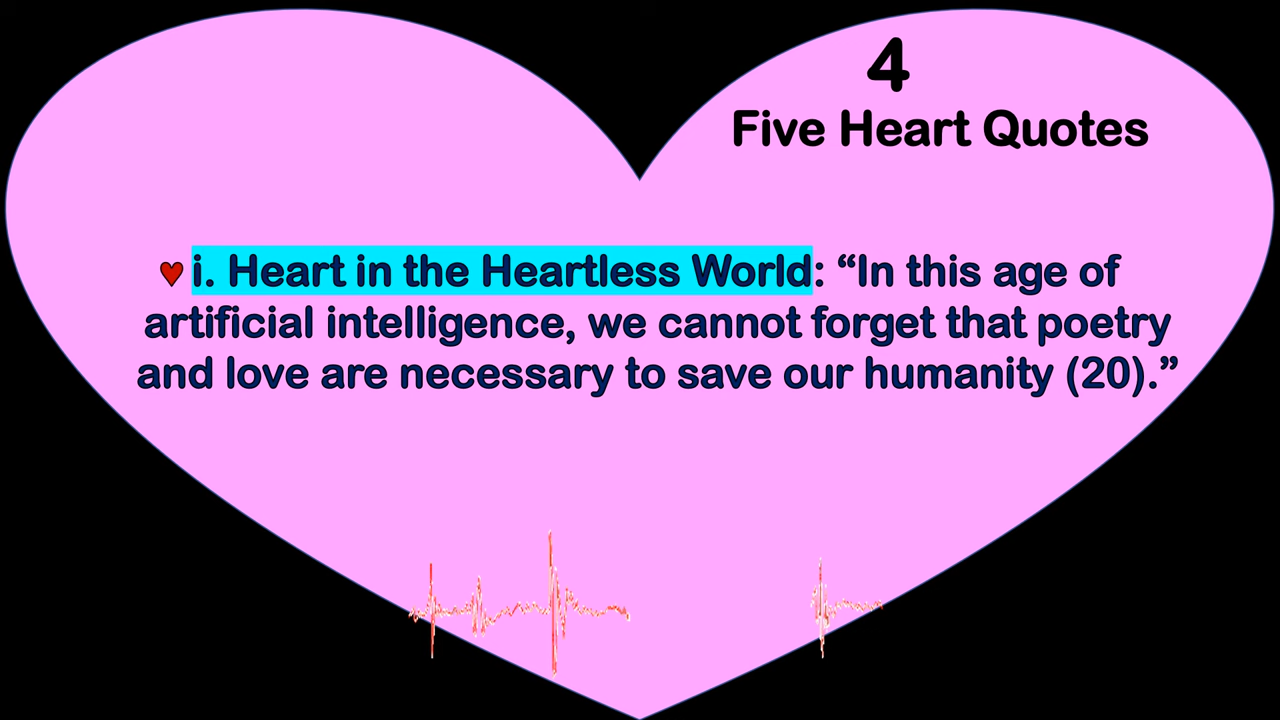 4
Five Heart Quotes
♥i. Heart in the Heartless World: “In this age of
artificial intelligence, we cannot forget that poetry
and love are necessary to save our humanity (20).”